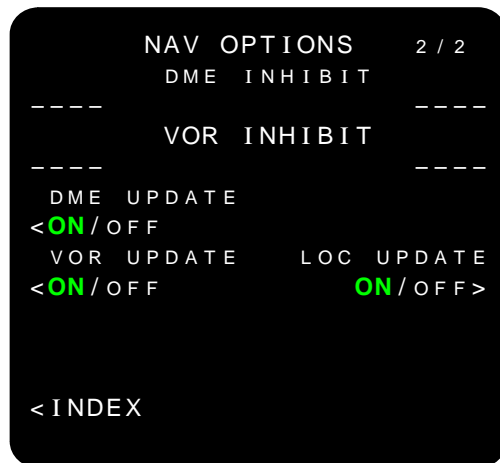 NAV OPTIONS 2/2
DME INHIBIT
---- ----
VOR INHIBIT
---- ----
DME UPDATE
<ON/OFF
VOR UPDATE LOC UPDATE
<ON/OFF ON/OFF>
<INDEX